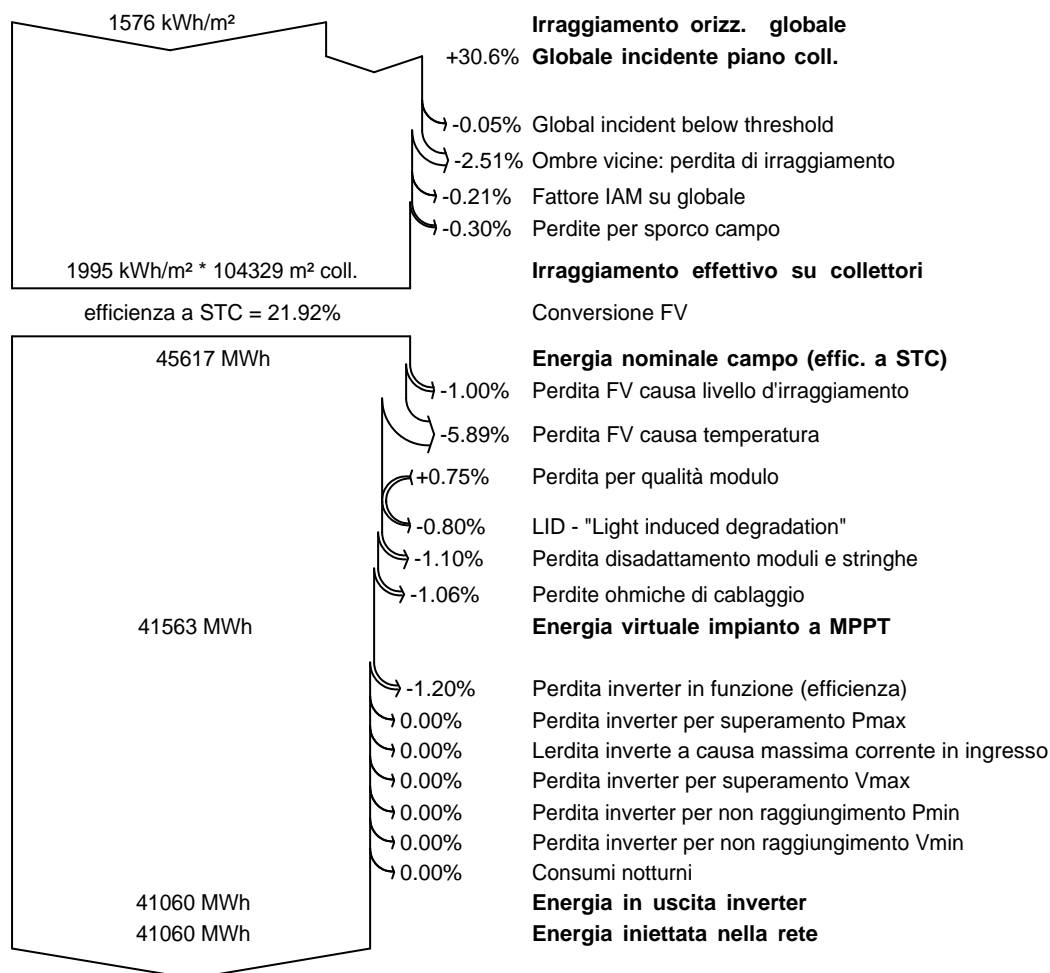 1576 kWh/m² Irraggiamento orizz. globale
+30.6% Globale incidente piano coll.
-0.05% Global incident below threshold
-2.51% Ombre vicine: perdita di irraggiamento
-0.21% Fattore IAM su globale
-0.30% Perdite per sporco campo
1995 kWh/m² * 104329 m² coll. Irraggiamento effettivo su collettori
efficienza a STC = 21.92% Conversione FV
45617 MWh Energia nominale campo (effic. a STC)
-1.00% Perdita FV causa livello d'irraggiamento
-5.89% Perdita FV causa temperatura
+0.75% Perdita per qualità modulo
-0.80% LID - "Light induced degradation"
-1.10% Perdita disadattamento moduli e stringhe
-1.06% Perdite ohmiche di cablaggio
41563 MWh Energia virtuale impianto a MPPT
-1.20% Perdita inverter in funzione (efficienza)
0.00% Perdita inverter per superamento Pmax
0.00% Lerdita inverte a causa massima corrente in ingresso
0.00% Perdita inverter per superamento Vmax
0.00% Perdita inverter per non raggiungimento Pmin
0.00% Perdita inverter per non raggiungimento Vmin
0.00% Consumi notturni
41060 MWh Energia in uscita inverter
41060 MWh Energia iniettata nella rete